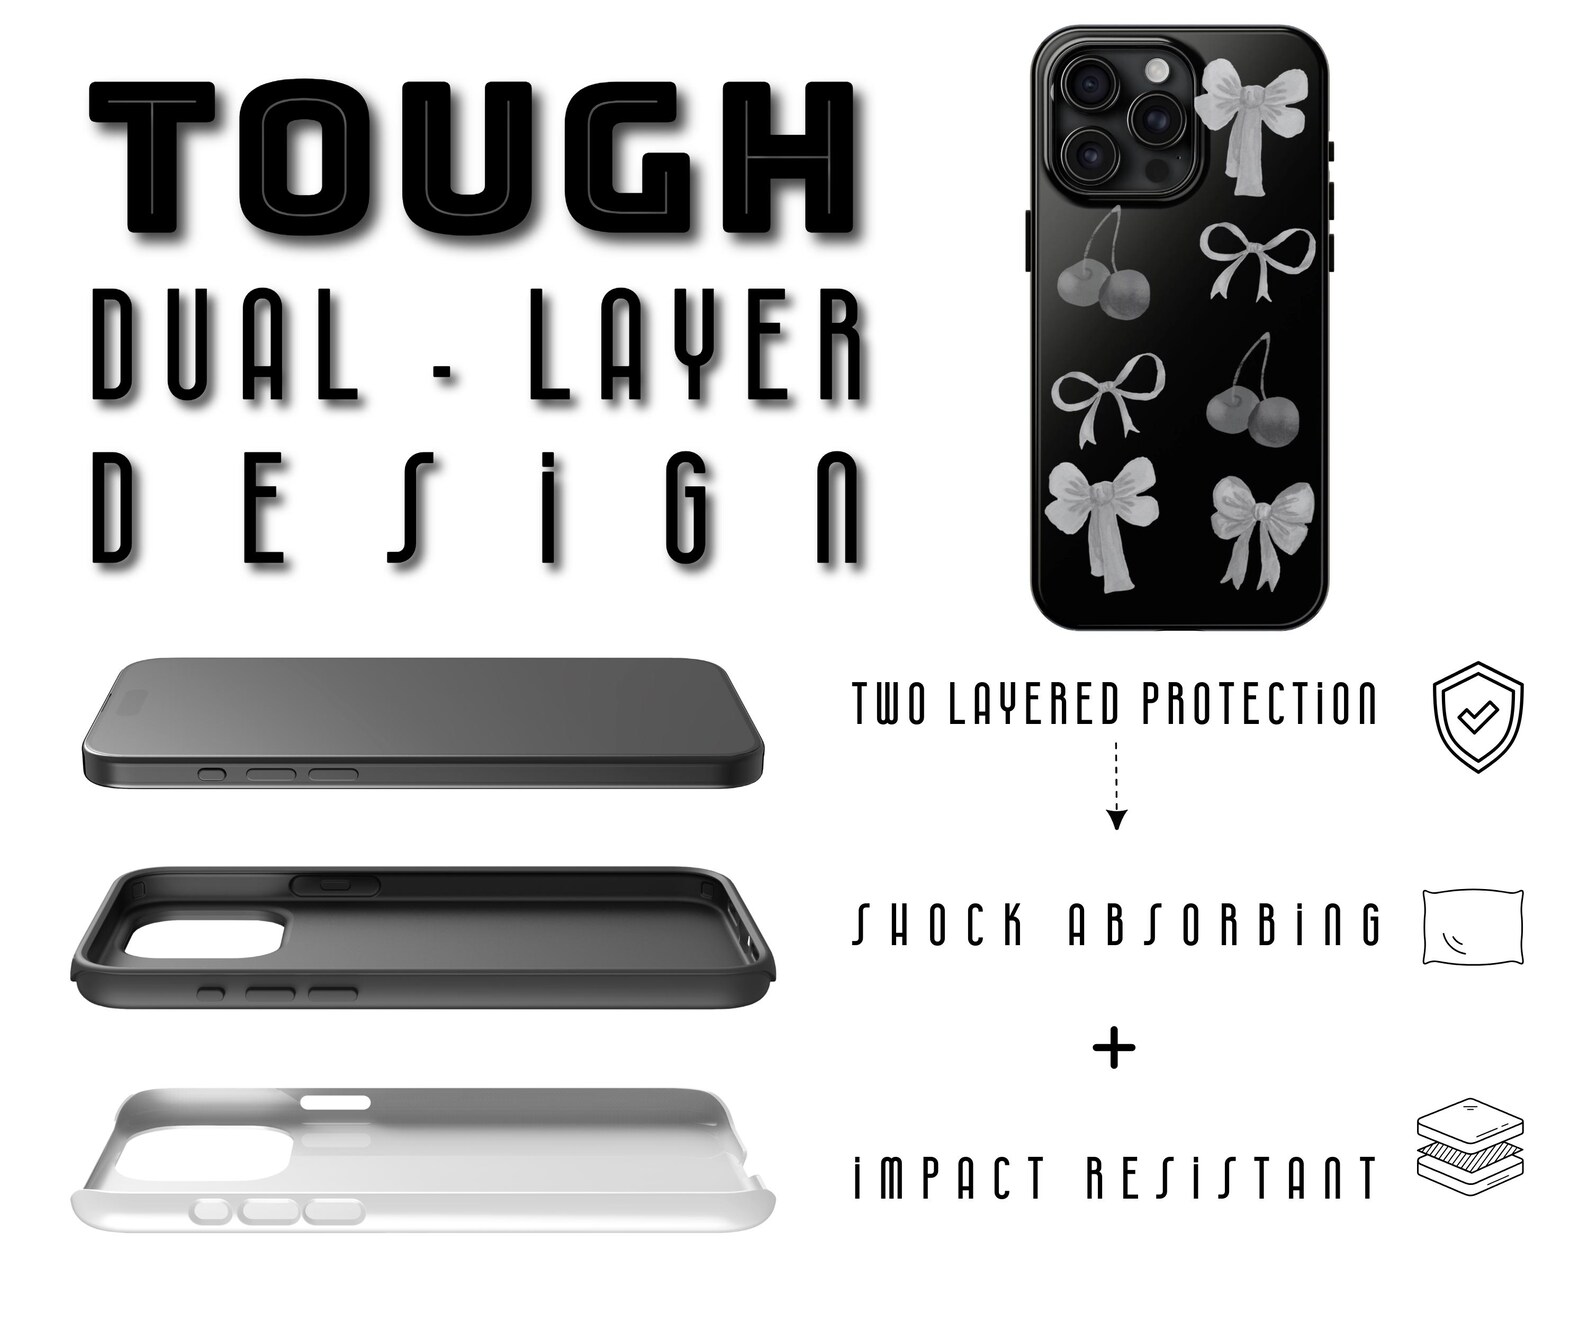 TOUGH
DUAL - LAYER
DESiGN
TWO LAYERED PROTECTiON
SHOCK ABSORBiNG
+
iMPACT RESiSTANT